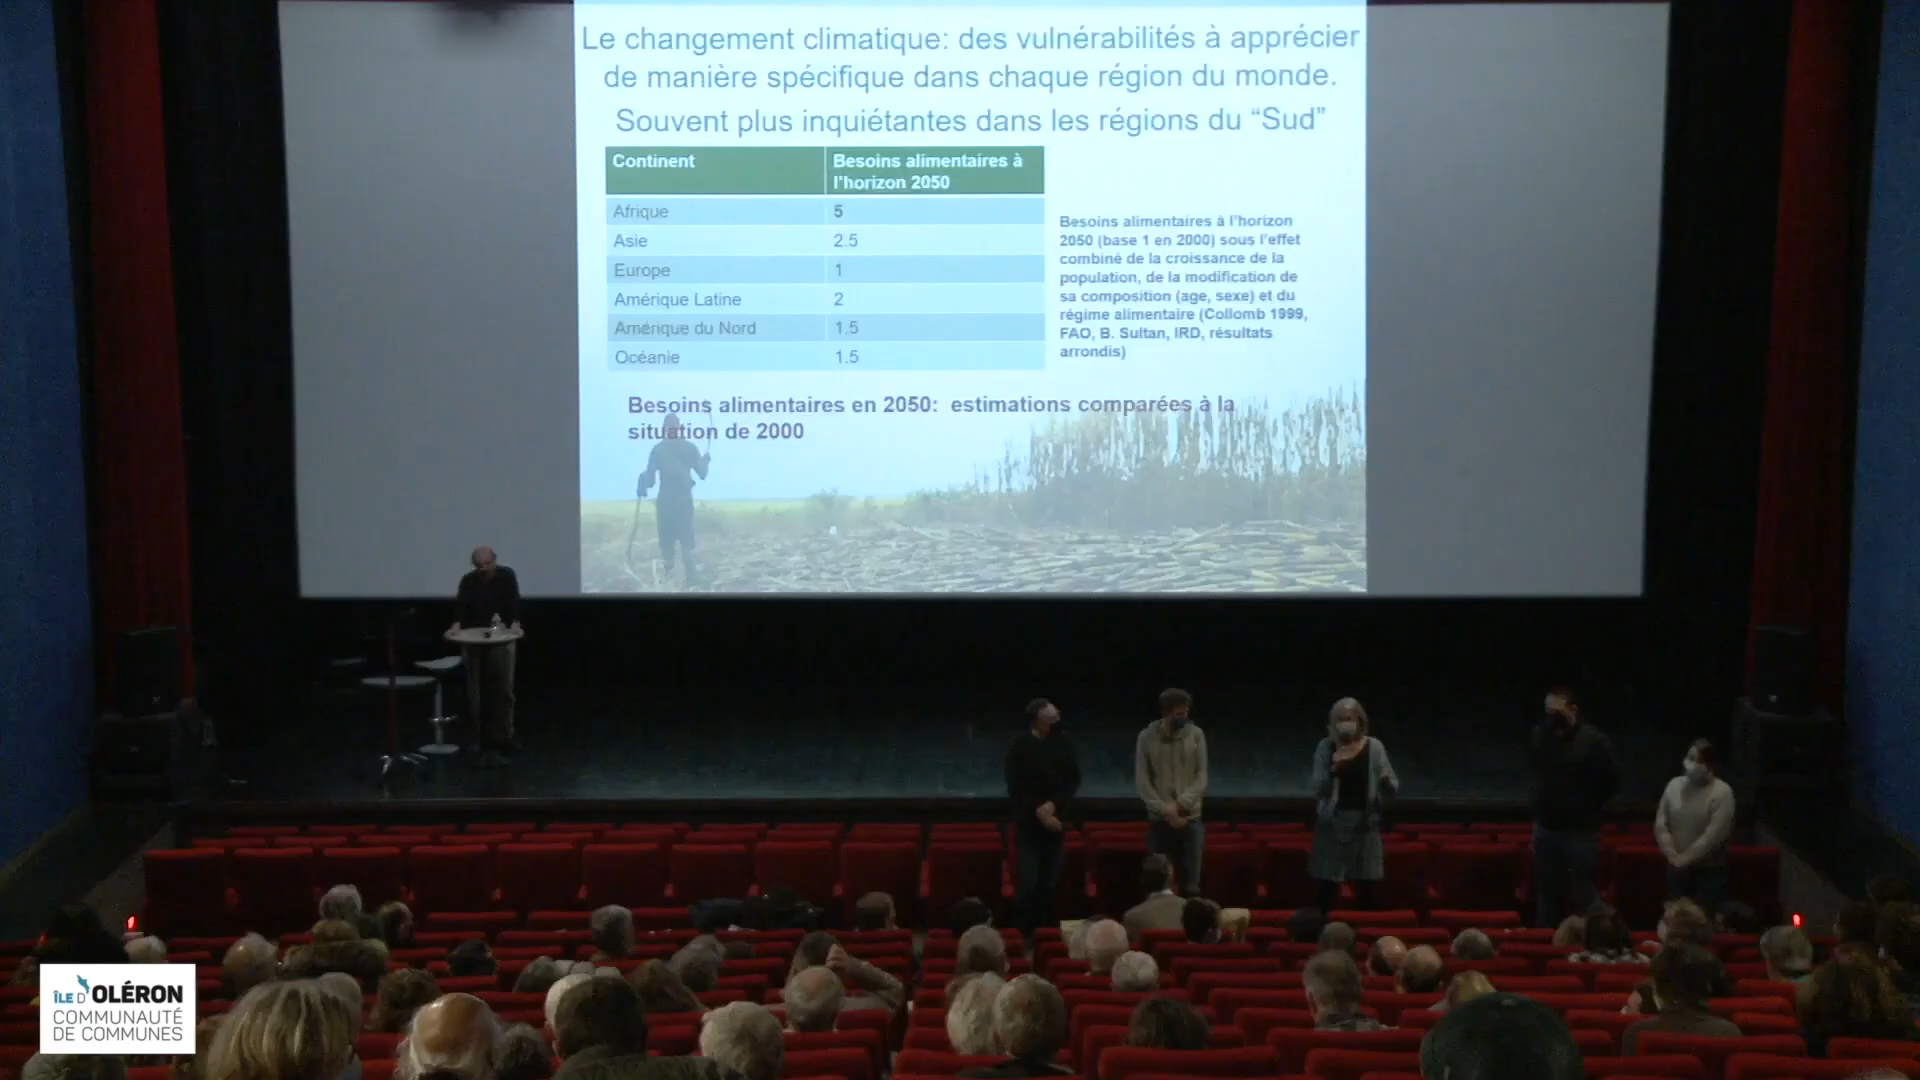 Le changement climatique: des vulnérabilités à apprécier
de manière spécifique dans chaque région du monde.
Souvent plus inquiétantes dans les régions du “Sud”
Continent
Besoins alimentaires à
l'horizon 2050
Afrique 5
Asie 2.5
Europe 1
Amérique Latine 2
Amérique du Nord 1.5
Océanie 1.5
Besoins alimentaires à l'horizon
2050 (base 1 en 2000) sous l'effet
combiné de la croissance de la
population, de la modification de
sa composition (age, sexe) et du
régime alimentaire (Collomb 1999,
FAO, B. Sultan, IRD, résultats
arrondis)
Besoins alimentaires en 2050: estimations comparées à la
situation de 2000
ÎLE D'OLÉRON
COMMUNAUTÉ
DE COMMUNES